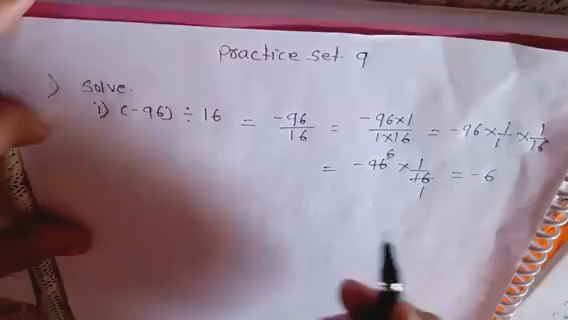 Practice set 9
1) Solve.
i) (-96) ÷ 16 = -96/16 = -96×1/1×16 = -96 × 1/1 × 1/16
= -96 6 × 1/16 1 = -6